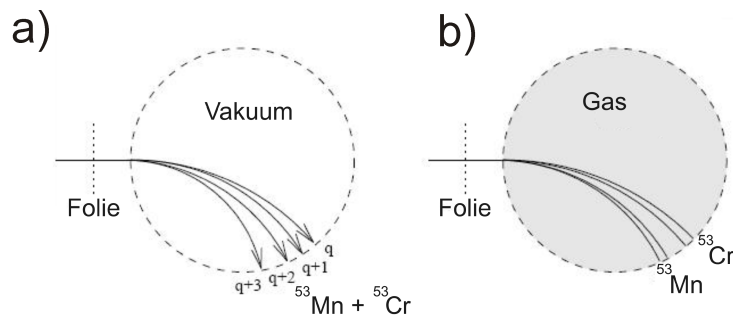 a)
Vakuum
Folie
q
q+1
q+2
q+3
⁵³Mn + ⁵³Cr
b)
Gas
Folie
⁵³Cr
⁵³Mn